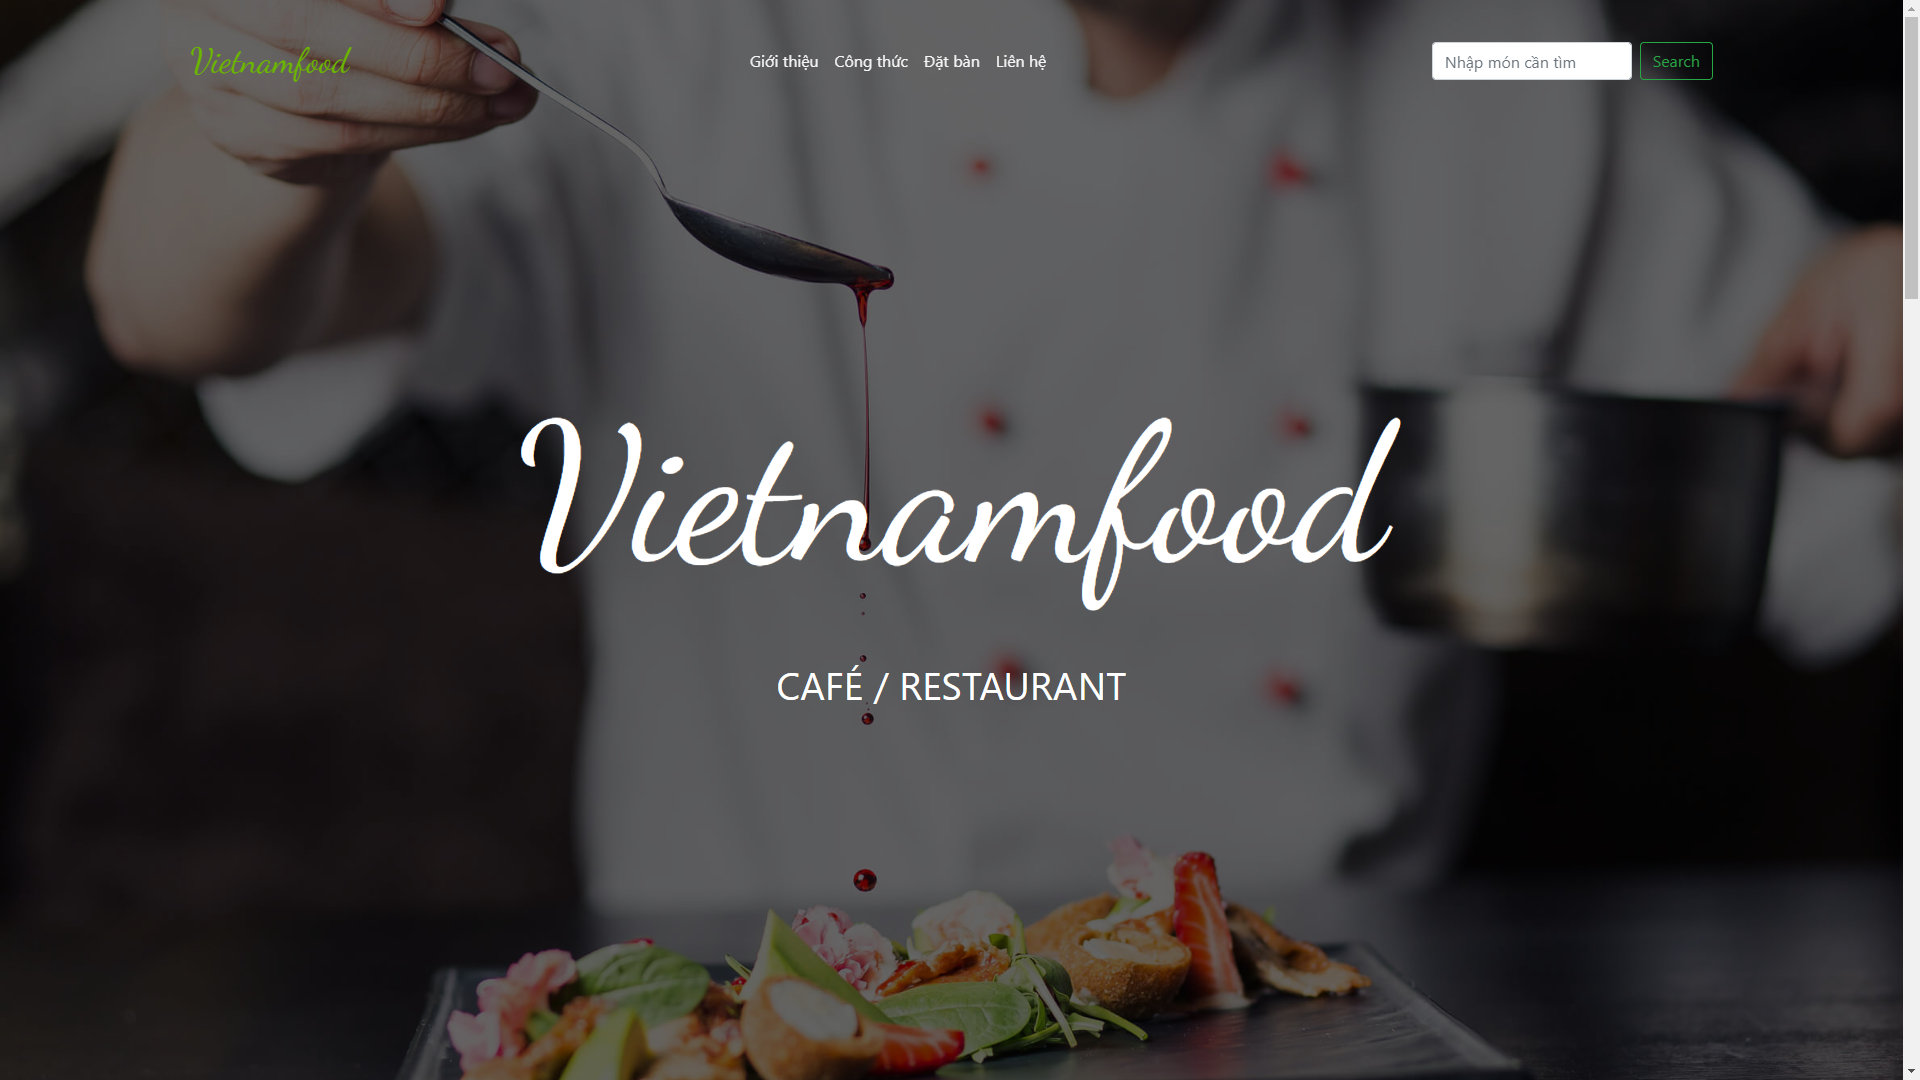 Vietnamfood
Giới thiệu Công thức Đặt bàn Liên hệ
Nhập món cần tìm Search
Vietnamfood
CAFÉ / RESTAURANT